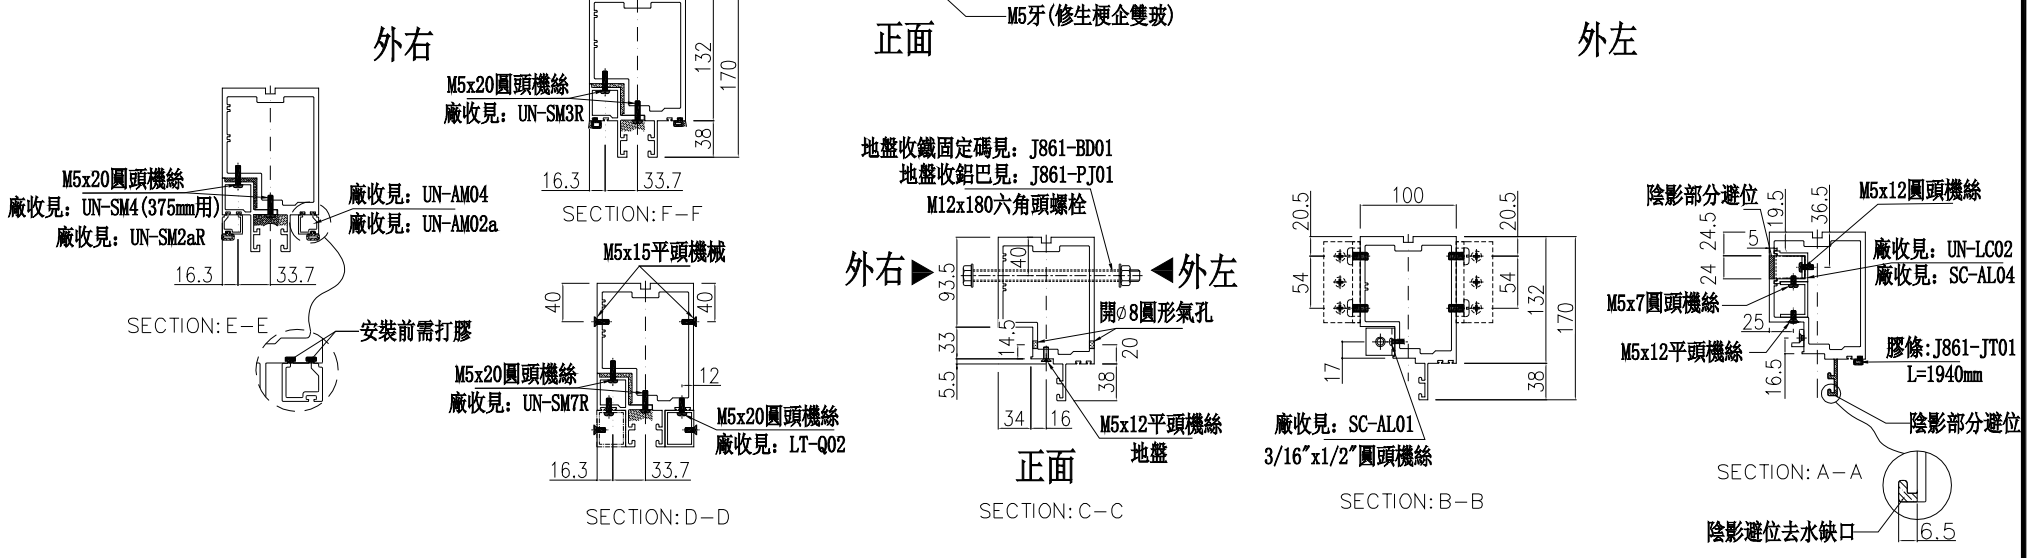 外右
正面
外左
M5牙(修生梗企雙玻)
M5x20圓頭機絲
廠收見: UN-SM3R
132
170
38
16.3
33.7
SECTION:F-F
M5x20圓頭機絲
廠收見: UN-SM4(375mm用)
廠收見: UN-SM2aR
廠收見: UN-AM04
廠收見: UN-AM02a
16.3
33.7
SECTION:E-E
安裝前需打膠
M5x15平頭機械
40
40
M5x20圓頭機絲
廠收見: UN-SM7R
12
M5x20圓頭機絲
廠收見: LT-Q02
16.3
33.7
SECTION:D-D
地盤收鐵固定碼見: J861-BD01
地盤收鋁巴見: J861-PJ01
M12x180六角頭螺栓
外右
外左
40
93.5
開ø8圓形氣孔
33
14.5
20
5.5
38
34
16
M5x12平頭機絲
地盤
正面
SECTION:C-C
100
20.5
20.5
54
54
132
170
17
38
廠收見: SC-AL01
3/16"x1/2"圓頭機絲
SECTION:B-B
陰影部分避位
19.5
36.5
M5x12圓頭機絲
24.5
5
24
廠收見: UN-LC02
廠收見: SC-AL04
M5x7圓頭機絲
25
M5x12平頭機絲
16.5
膠條:J861-JT01
L=1940mm
陰影部分避位
SECTION:A-A
陰影避位去水缺口
6.5